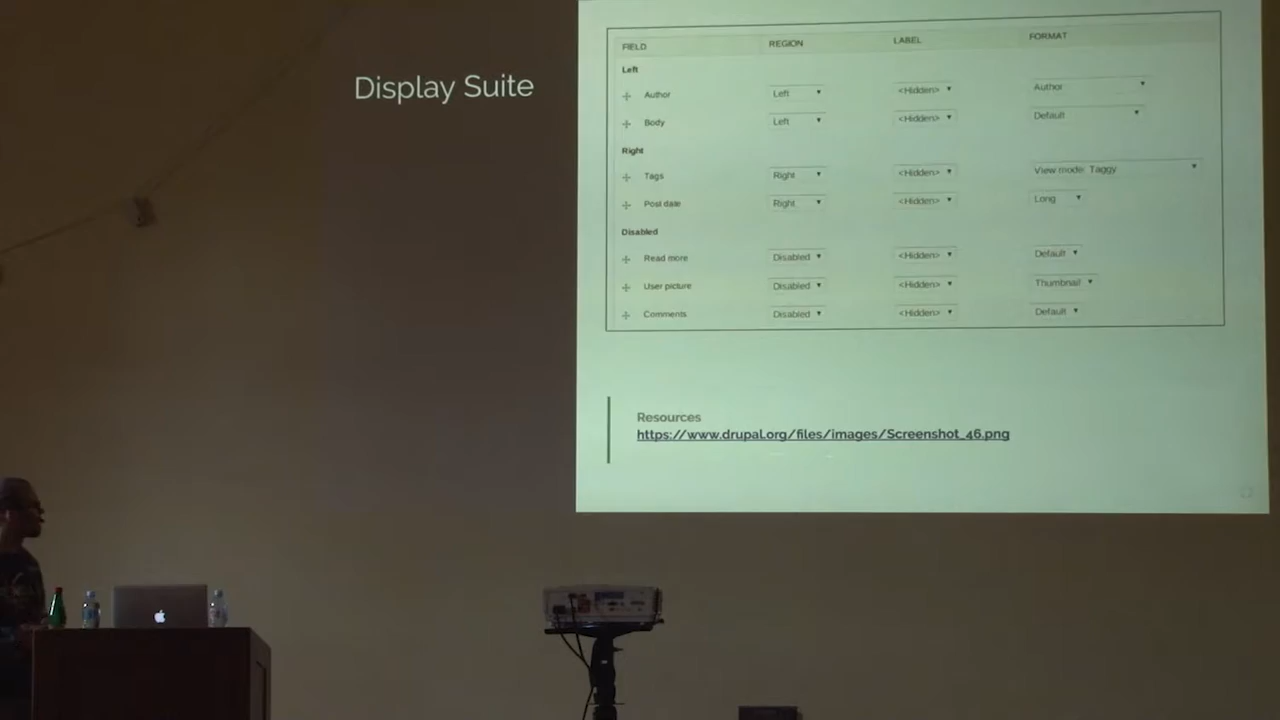 Display Suite
FIELD REGION LABEL FORMAT
Left
Author Left <Hidden> Author
Body Left <Hidden> Default
Right
Tags Right <Hidden> View mode: Taggy
Post date Right <Hidden> Long
Disabled
Read more Disabled <Hidden> Default
User picture Disabled <Hidden> Thumbnail
Comments Disabled <Hidden> Default
Resources
https://www.drupal.org/files/images/Screenshot_46.png